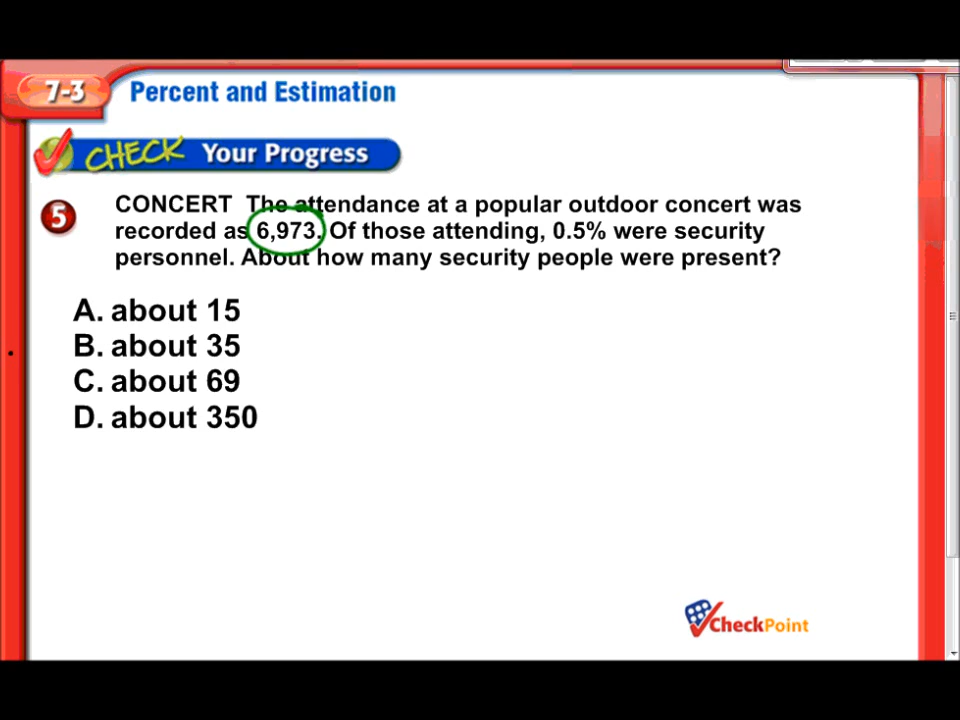 7-3 Percent and Estimation
CHECK Your Progress
5 CONCERT The attendance at a popular outdoor concert was
recorded as 6,973. Of those attending, 0.5% were security
personnel. About how many security people were present?
A. about 15
B. about 35
C. about 69
D. about 350
CheckPoint